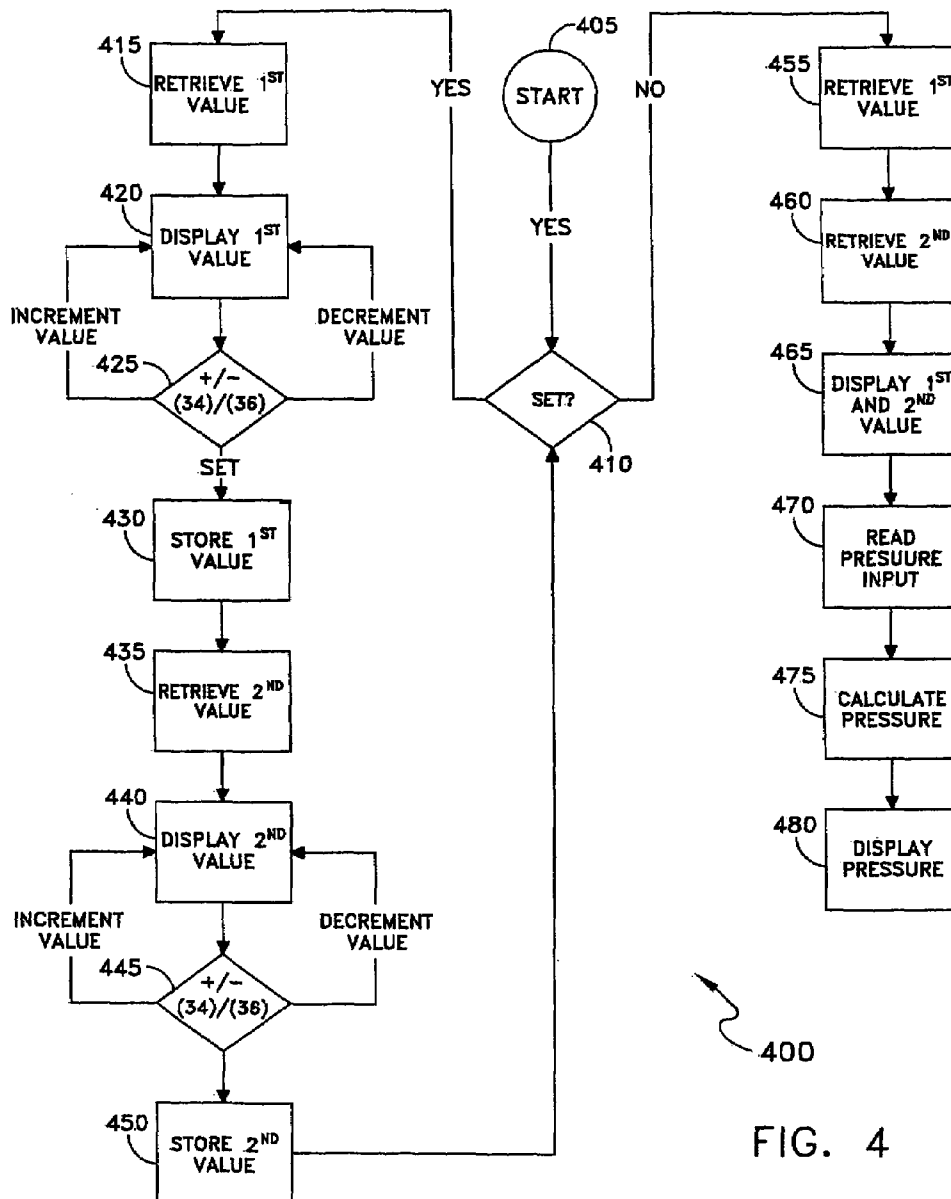 405
START
YES
SET?
410
YES
NO
415
RETRIEVE 1ST
VALUE
420
DISPLAY 1ST
VALUE
INCREMENT
VALUE
DECREMENT
VALUE
425
+/-
(34)/(36)
SET
430
STORE 1ST
VALUE
435
RETRIEVE 2ND
VALUE
440
DISPLAY 2ND
VALUE
INCREMENT
VALUE
DECREMENT
VALUE
445
+/-
(34)/(36)
450
STORE 2ND
VALUE
455
RETRIEVE 1ST
VALUE
460
RETRIEVE 2ND
VALUE
465
DISPLAY 1ST
AND 2ND
VALUE
470
READ
PRESUURE
INPUT
475
CALCULATE
PRESSURE
480
DISPLAY
PRESSURE
400
FIG. 4